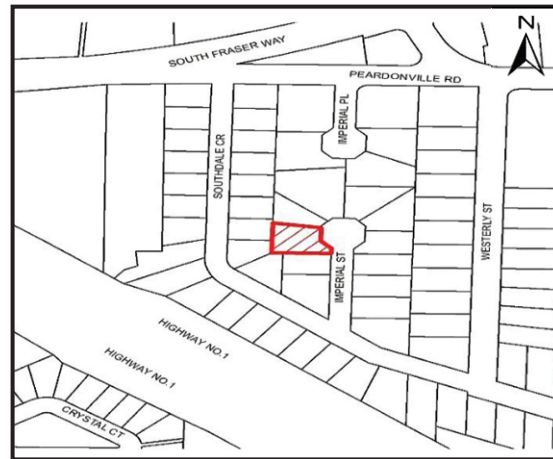 N
SOUTH FRASER WAY
PEARDONVILLE RD
IMPERIAL PL
SOUTHDALE CR
WESTERLY ST
IMPERIAL ST
HIGHWAY NO.1
HIGHWAY NO.1
CRYSTAL CT